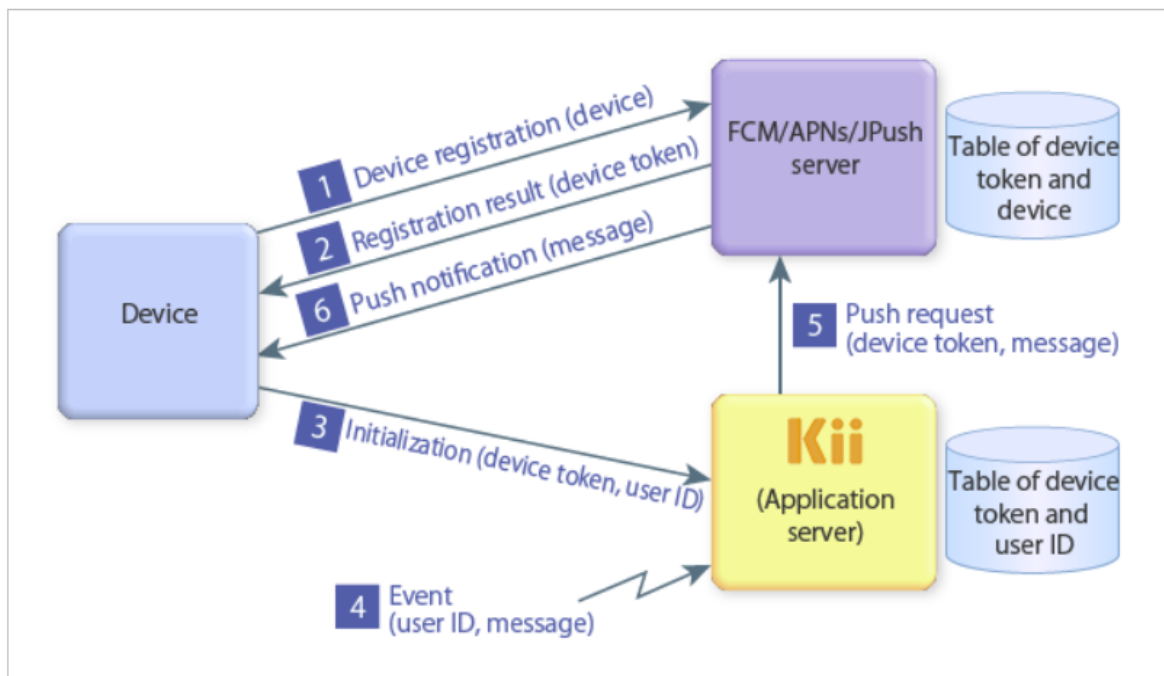 1 Device registration (device)
2 Registration result (device token)
6 Push notification (message)
FCM/APNs/JPush
server
Table of device
token and
device
Device
5 Push request
(device token, message)
3 Initialization (device token, user ID)
Kii
(Application
server)
Table of device
token and
user ID
4 Event
(user ID, message)